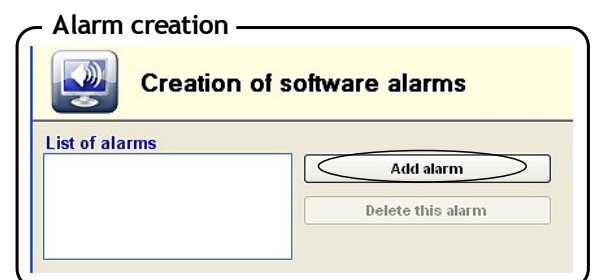 Alarm creation
Creation of software alarms
List of alarms
Add alarm
Delete this alarm